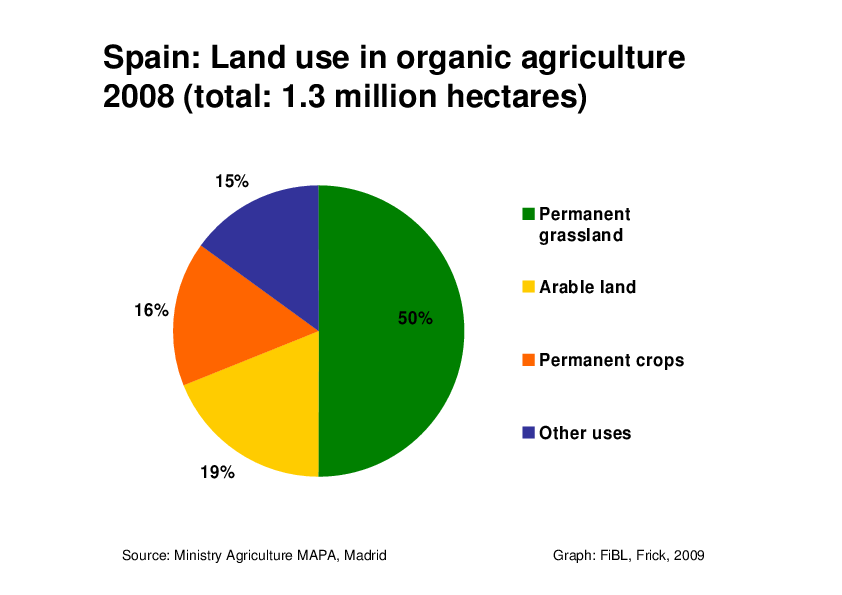 Spain: Land use in organic agriculture
2008 (total: 1.3 million hectares)
15%
16%
50%
19%
Permanent
grassland
Arable land
Permanent crops
Other uses
Source: Ministry Agriculture MAPA, Madrid
Graph: FiBL, Frick, 2009